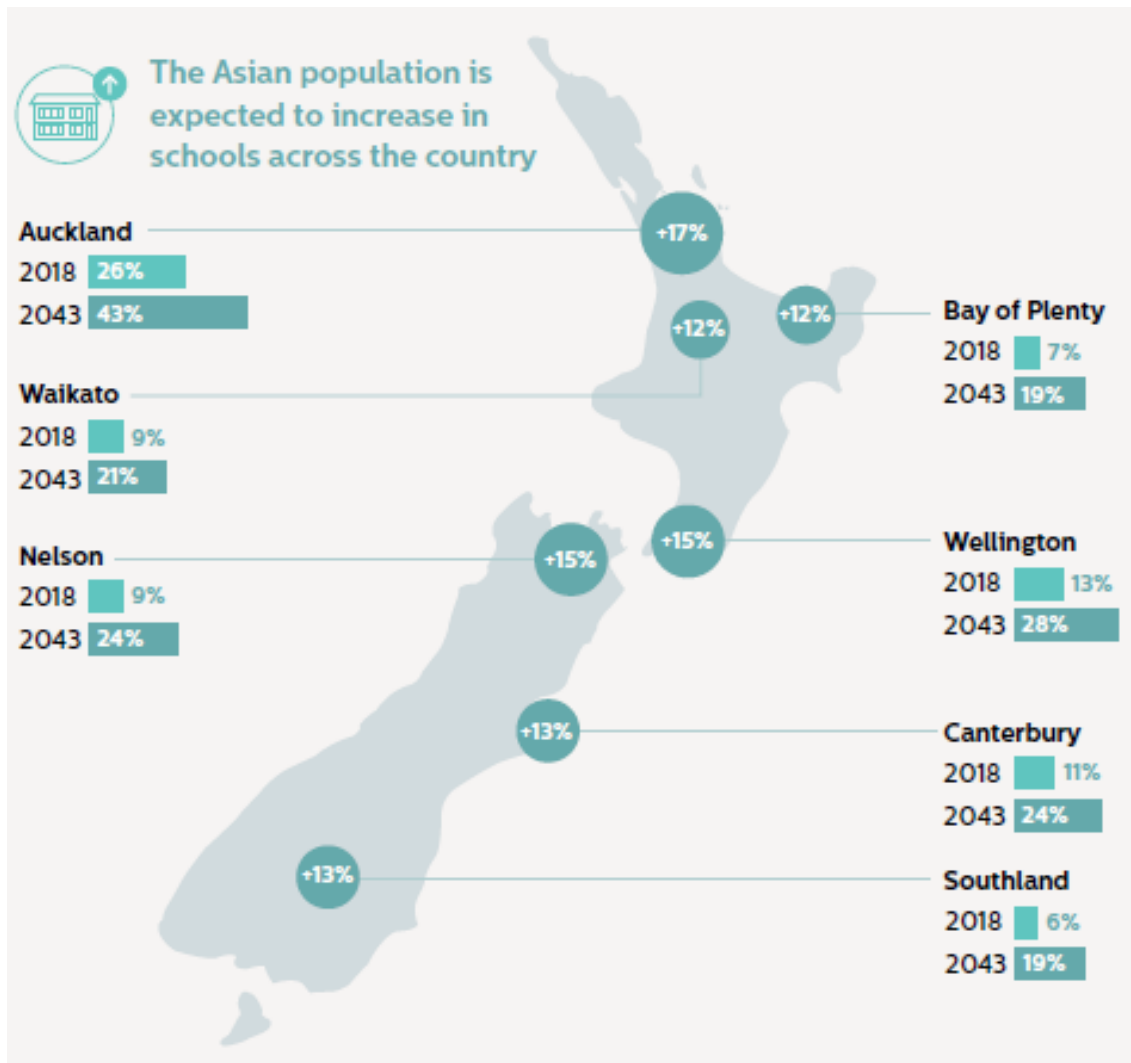 The Asian population is
expected to increase in
schools across the country
Auckland
2018 26%
2043 43%
+17%
Waikato
2018 9%
2043 21%
+12%
+12%
Bay of Plenty
2018 7%
2043 19%
Nelson
2018 9%
2043 24%
+15%
+15%
Wellington
2018 13%
2043 28%
+13%
Canterbury
2018 11%
2043 24%
+13%
Southland
2018 6%
2043 19%